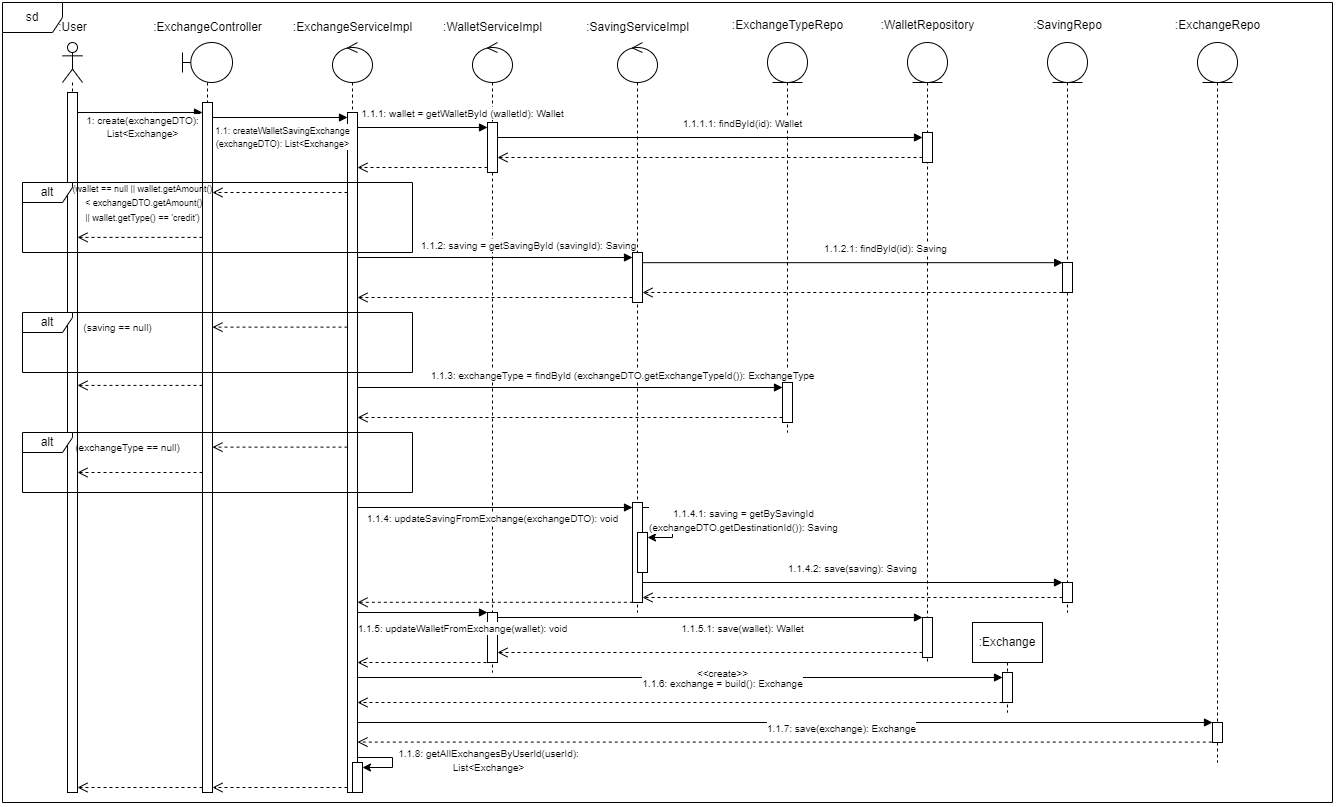 sd
:User
:ExchangeController
:ExchangeServiceImpl
:WalletServiceImpl
:SavingServiceImpl
:ExchangeTypeRepo
:WalletRepository
:SavingRepo
:ExchangeRepo
1: create(exchangeDTO):
List<Exchange>
1.1: createWalletSavingExchange
(exchangeDTO): List<Exchange>
1.1.1: wallet = getWalletById (walletId): Wallet
1.1.1.1: findById(id): Wallet
alt
(wallet == null || wallet.getAmount()
< exchangeDTO.getAmount()
|| wallet.getType() == 'credit')
1.1.2: saving = getSavingById (savingId): Saving
1.1.2.1: findById(id): Saving
alt
(saving == null)
1.1.3: exchangeType = findById (exchangeDTO.getExchangeTypeId()): ExchangeType
alt
(exchangeType == null)
1.1.4: updateSavingFromExchange(exchangeDTO): void
1.1.4.1: saving = getBySavingId
(exchangeDTO.getDestinationId()): Saving
1.1.4.2: save(saving): Saving
1.1.5: updateWalletFromExchange(wallet): void
1.1.5.1: save(wallet): Wallet
:Exchange
<<create>>
1.1.6: exchange = build(): Exchange
1.1.7: save(exchange): Exchange
1.1.8: getAllExchangesByUserId(userId):
List<Exchange>